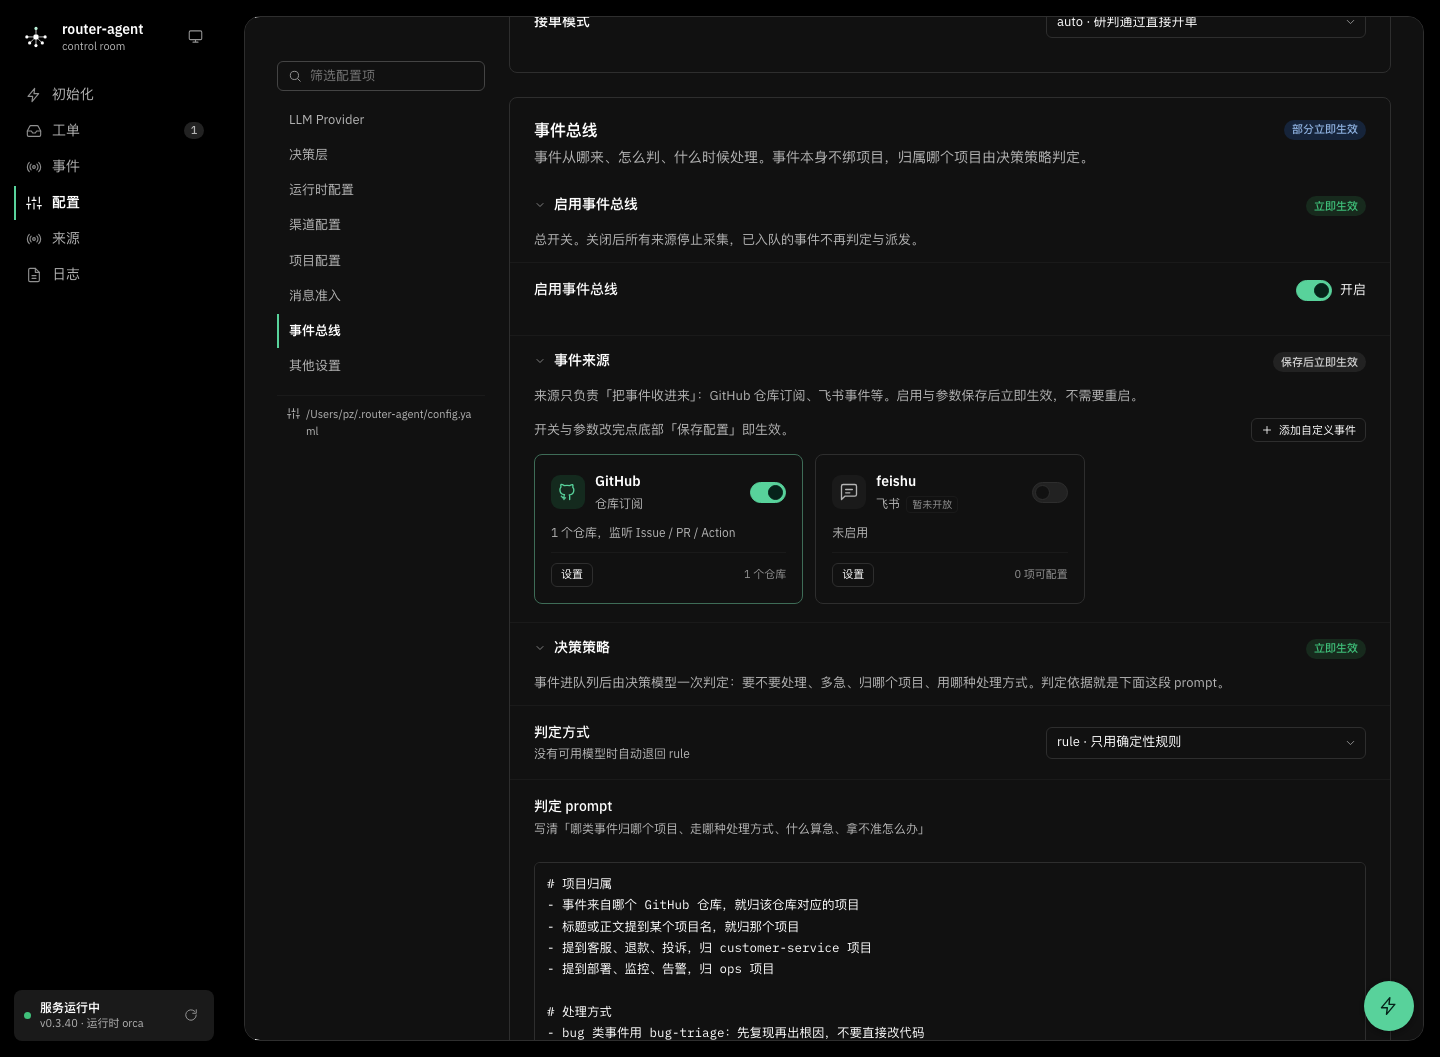 router-agent
control room
初始化
工单
1
事件
配置
来源
日志
服务运行中
v0.3.40 · 运行时 orca
筛选配置项
LLM Provider
决策层
运行时配置
渠道配置
项目配置
消息准入
事件总线
其他设置
/Users/pz/.router-agent/config.ya
ml
接单模式
auto · 研判通过直接开单
事件总线
部分立即生效
事件从哪来、怎么判、什么时候处理。事件本身不绑项目，归属哪个项目由决策策略判定。
启用事件总线
立即生效
总开关。关闭后所有来源停止采集，已入队的事件不再判定与派发。
启用事件总线
开启
事件来源
保存后立即生效
来源只负责「把事件收进来」：GitHub 仓库订阅、飞书事件等。启用与参数保存后立即生效，不需要重启。
开关与参数改完点底部「保存配置」即生效。
添加自定义事件
GitHub
仓库订阅
1 个仓库，监听 Issue / PR / Action
设置
1 个仓库
feishu
飞书 暂未开放
未启用
设置
0 项可配置
决策策略
立即生效
事件进队列后由决策模型一次判定：要不要处理、多急、归哪个项目、用哪种处理方式。判定依据就是下面这段 prompt。
判定方式
没有可用模型时自动退回 rule
rule · 只用确定性规则
判定 prompt
写清「哪类事件归哪个项目、走哪种处理方式、什么算急、拿不准怎么办」
# 项目归属
- 事件来自哪个 GitHub 仓库，就归该仓库对应的项目
- 标题或正文提到某个项目名，就归那个项目
- 提到客服、退款、投诉，归 customer-service 项目
- 提到部署、监控、告警，归 ops 项目
# 处理方式
- bug 类事件用 bug-triage：先复现再出根因，不要直接改代码